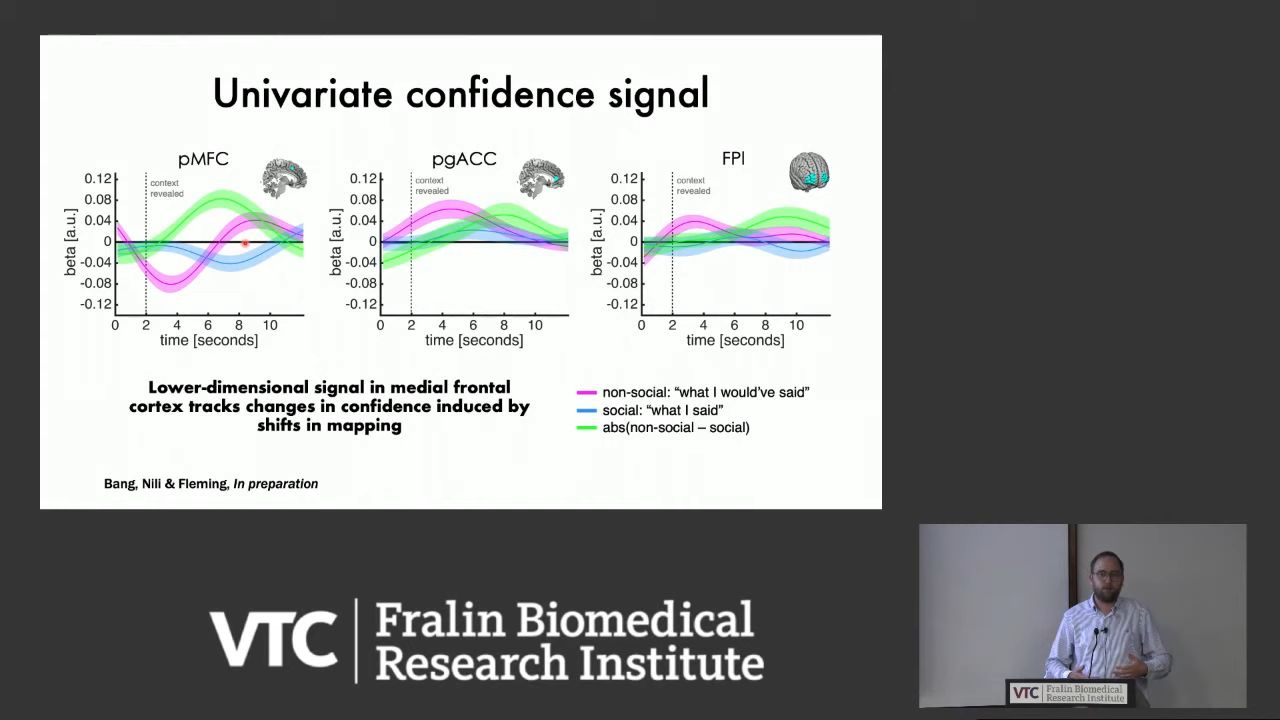 Univariate confidence signal
pMFC
context
revealed
0.12
0.08
0.04
0
-0.04
-0.08
-0.12
beta [a.u.]
0 2 4 6 8 10
time [seconds]
pgACC
context
revealed
0.12
0.08
0.04
0
-0.04
-0.08
-0.12
beta [a.u.]
0 2 4 6 8 10
time [seconds]
FPl
context
revealed
0.12
0.08
0.04
0
-0.04
-0.08
-0.12
beta [a.u.]
0 2 4 6 8 10
time [seconds]
Lower-dimensional signal in medial frontal
cortex tracks changes in confidence induced by
shifts in mapping
non-social: “what I would’ve said”
social: “what I said”
abs(non-social – social)
Bang, Nili & Fleming, In preparation
VTC
Fralin Biomedical
Research Institute
VTC
Fralin Biomedical
Research Institute